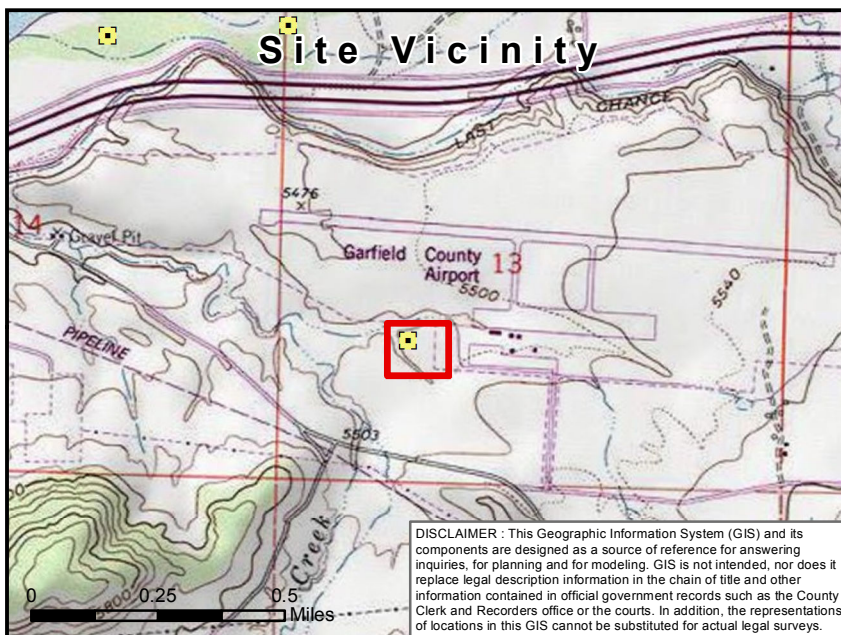 Site Vicinity
LAST CHANCE
5476
14
Gravel Pit
Garfield County
Airport
13
5500
5540
PIPELINE
5503
Creek
5800
0 0.25 0.5
Miles
DISCLAIMER : This Geographic Information System (GIS) and its
components are designed as a source of reference for answering
inquiries, for planning and for modeling. GIS is not intended, nor does it
replace legal description information in the chain of title and other
information contained in official government records such as the County
Clerk and Recorders office or the courts. In addition, the representations
of locations in this GIS cannot be substituted for actual legal surveys.